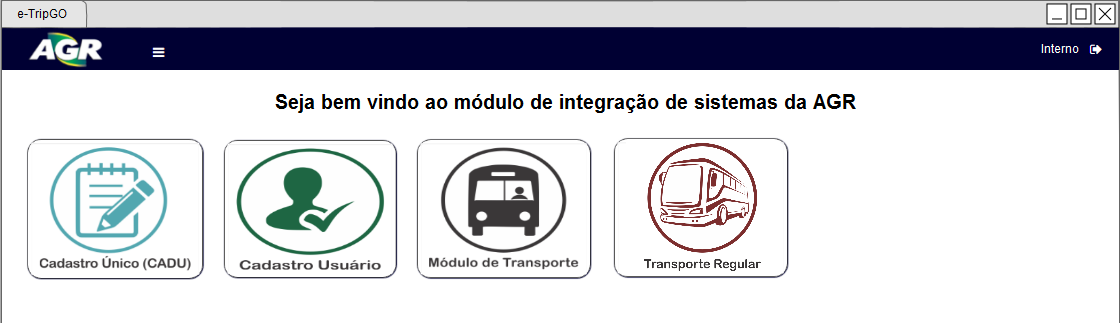 e-TripGO
AGR
Interno
Seja bem vindo ao módulo de integração de sistemas da AGR
Cadastro Único (CADU)
Cadastro Usuário
Módulo de Transporte
Transporte Regular